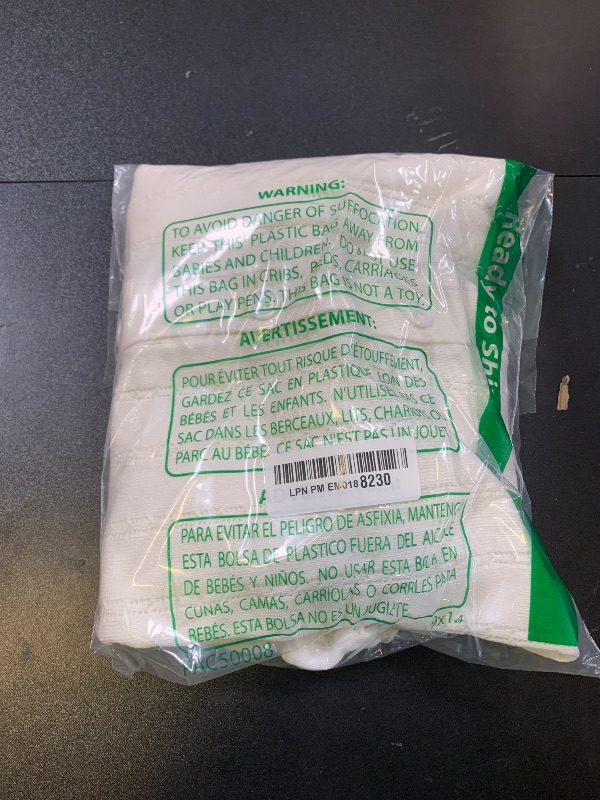 WARNING:
TO AVOID DANGER OF SUFFOCATION,
KEEP THIS PLASTIC BAG AWAY FROM
BABIES AND CHILDREN. DO NOT USE
THIS BAG IN CRIBS, BEDS, CARRIAGES
OR PLAY PENS. THIS BAG IS NOT A TOY.
AVERTISSEMENT:
POUR ÉVITER TOUT RISQUE D'ÉTOUFFEMENT,
GARDEZ CE SAC EN PLASTIQUE LOIN DES
BÉBÉS ET LES ENFANTS. N'UTILISEZ PAS CE
SAC DANS LES BERCEAUX, LITS, CHARIOT OU
PARC AU BÉBÉ. CE SAC N'EST PAS UN JOUET
LPN PM EM018 8230
PARA EVITAR EL PELIGRO DE ASFIXIA, MANTENG
ESTA BOLSA DE PLASTICO FUERA DEL ALCANCE
DE BEBÉS Y NIÑOS. NO USAR ESTA BOLSA EN
CUNAS, CAMAS, CARRIOLAS O CORRLES PARA
BEBÉS. ESTA BOLSA NO ES UN JUGUETE
x14
AC50008
Ready to Shi